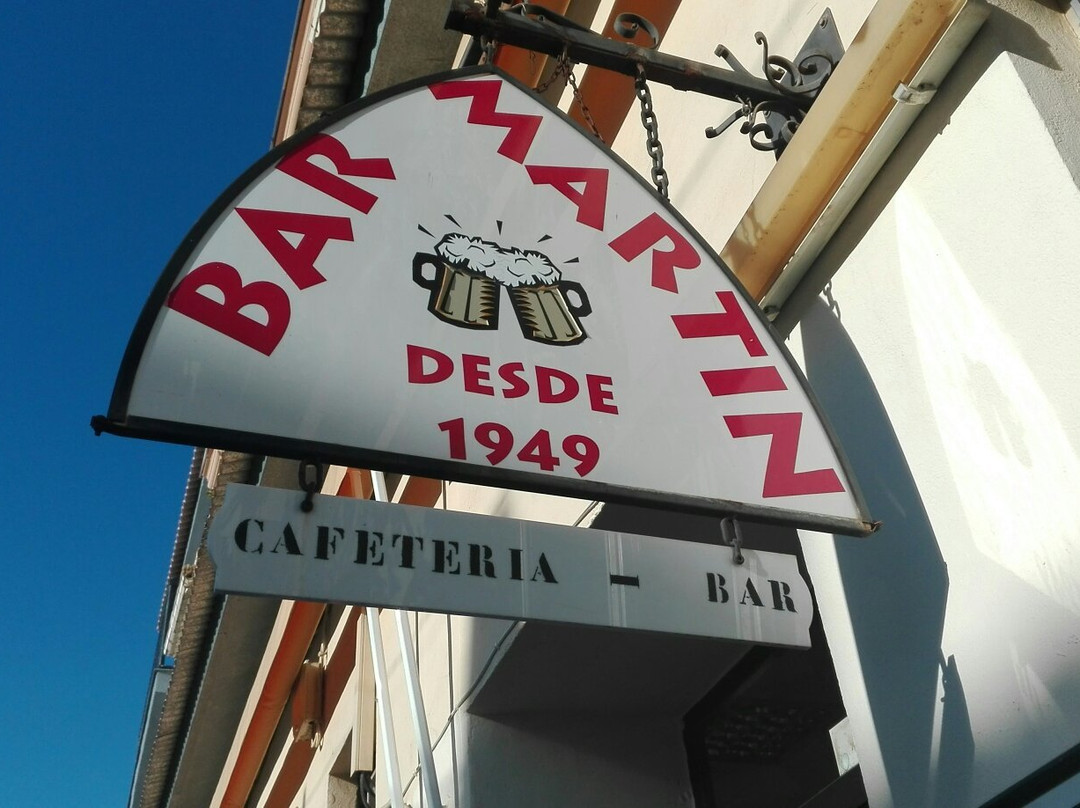 BAR MARTIN
DESDE
1949
CAFETERIA - BAR